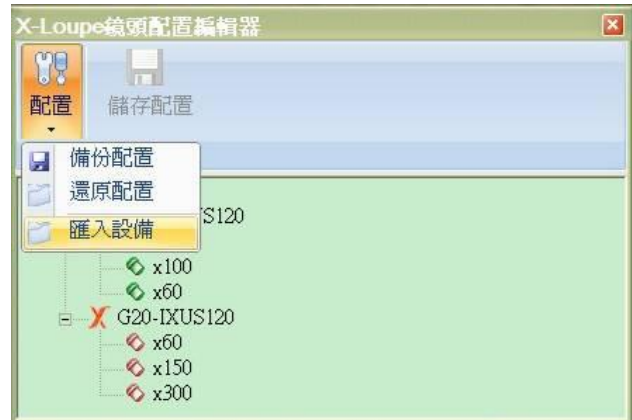 X-Loupe鏡頭配置編輯器
配置
儲存配置
備份配置
還原配置
匯入設備
US120
x100
x60
G20-IXUS120
x60
x150
x300